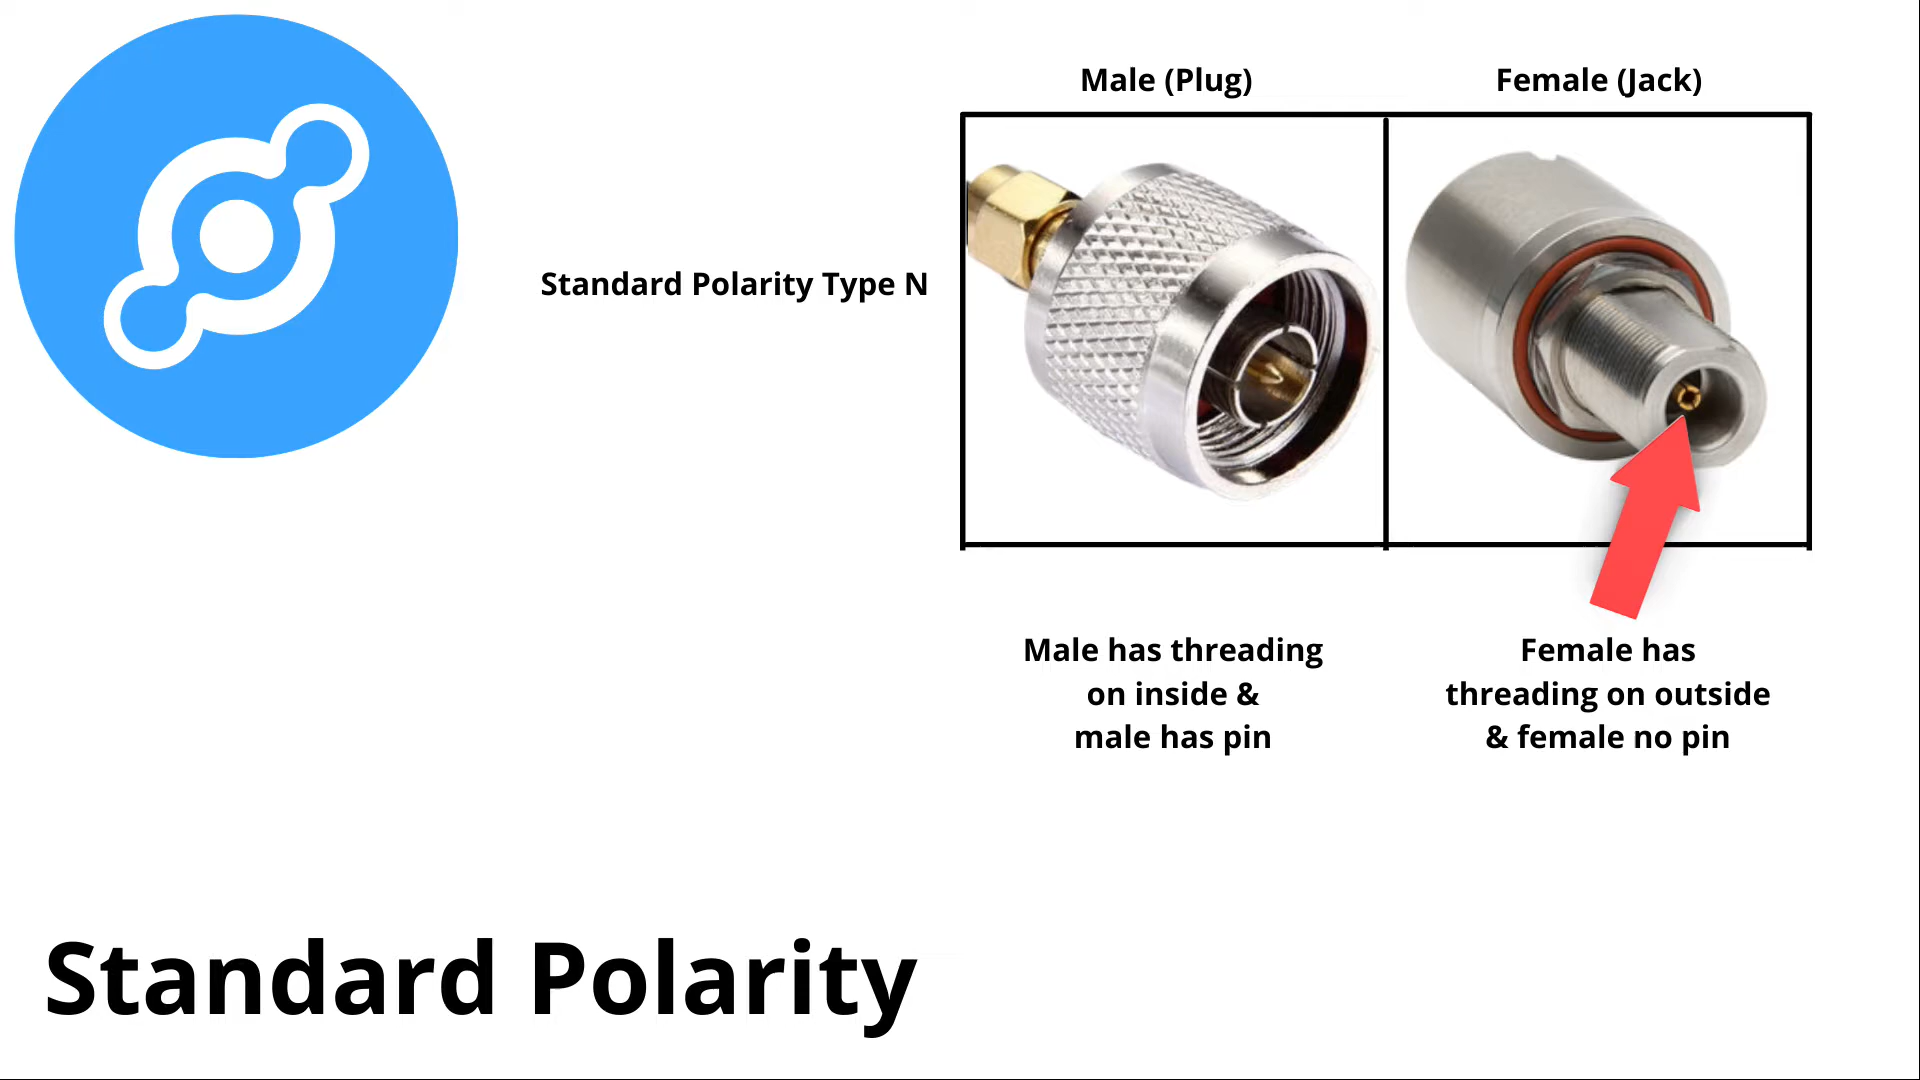 Male (Plug)
Female (Jack)
Standard Polarity Type N
Male has threading
on inside &
male has pin
Female has
threading on outside
& female no pin
Standard Polarity